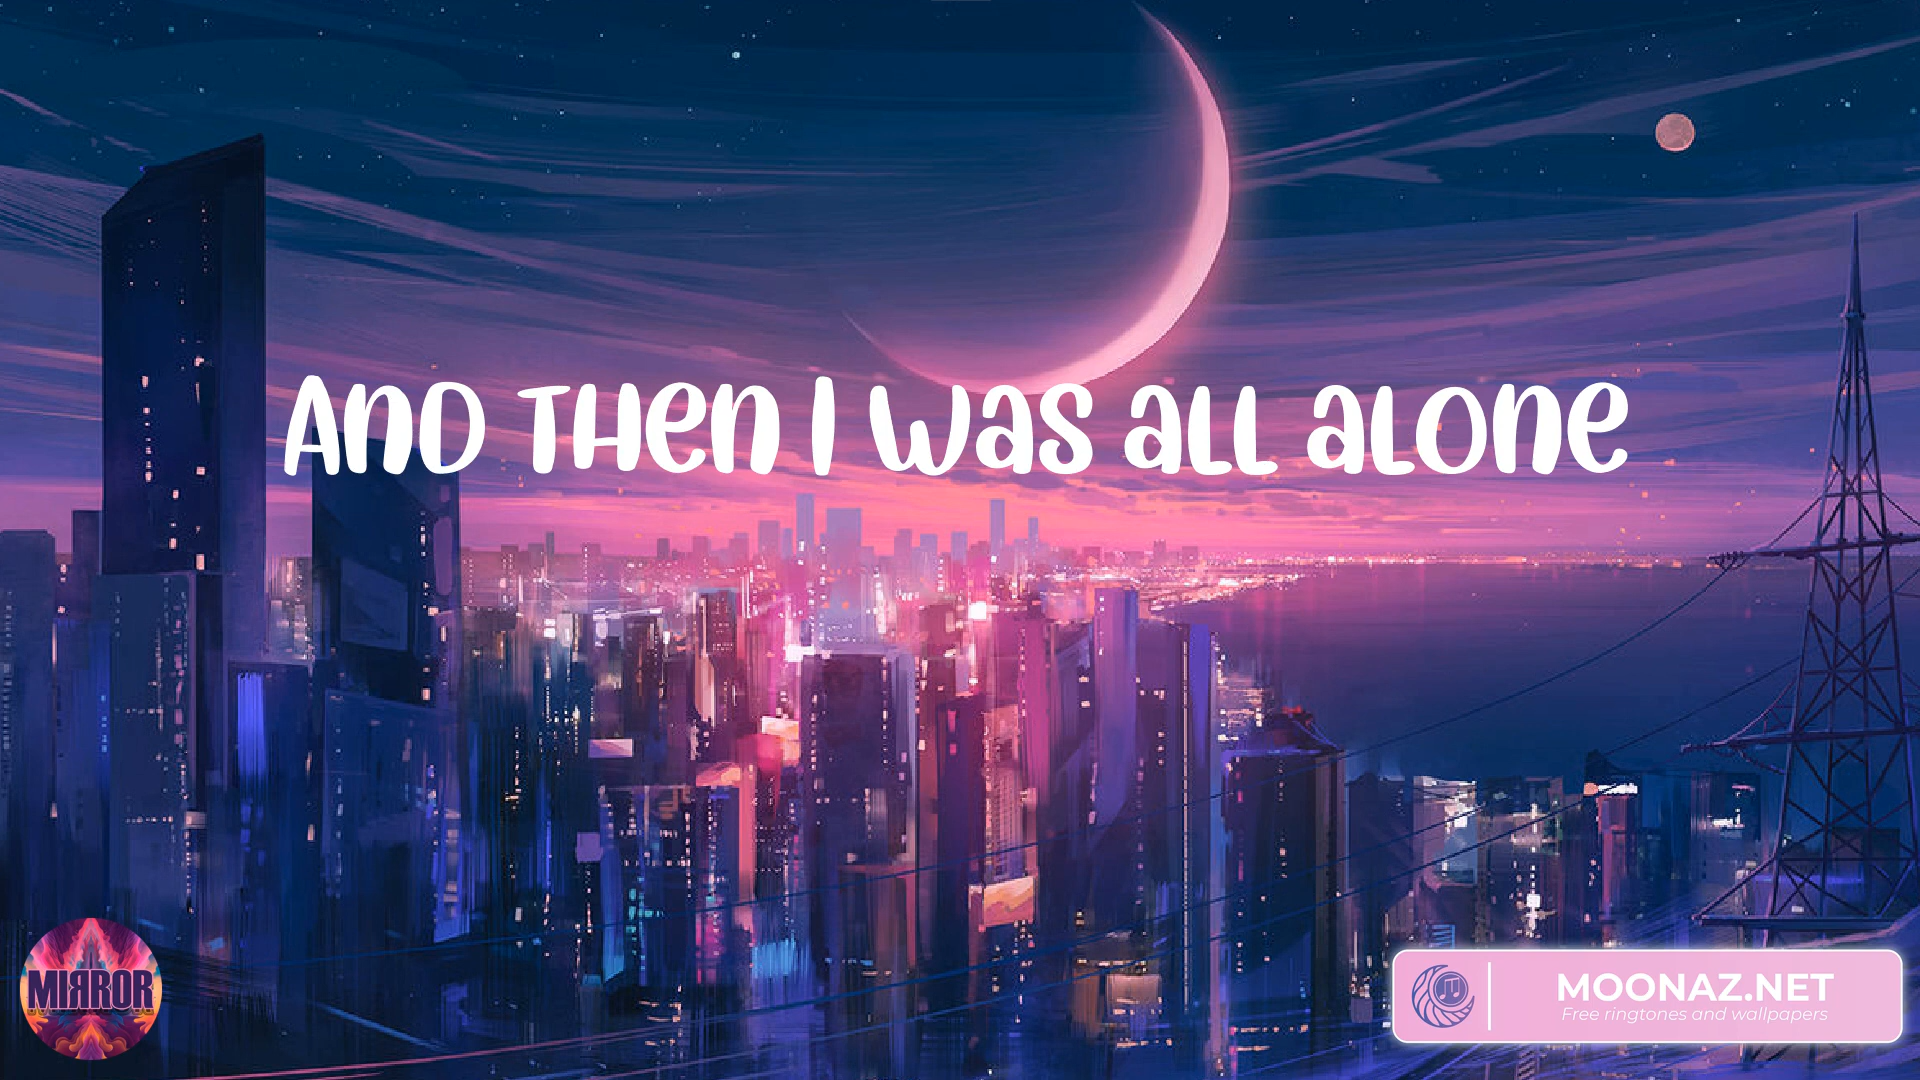 And then I was all alone
MIRROR
MOONAZ.NET
Free ringtones and wallpapers